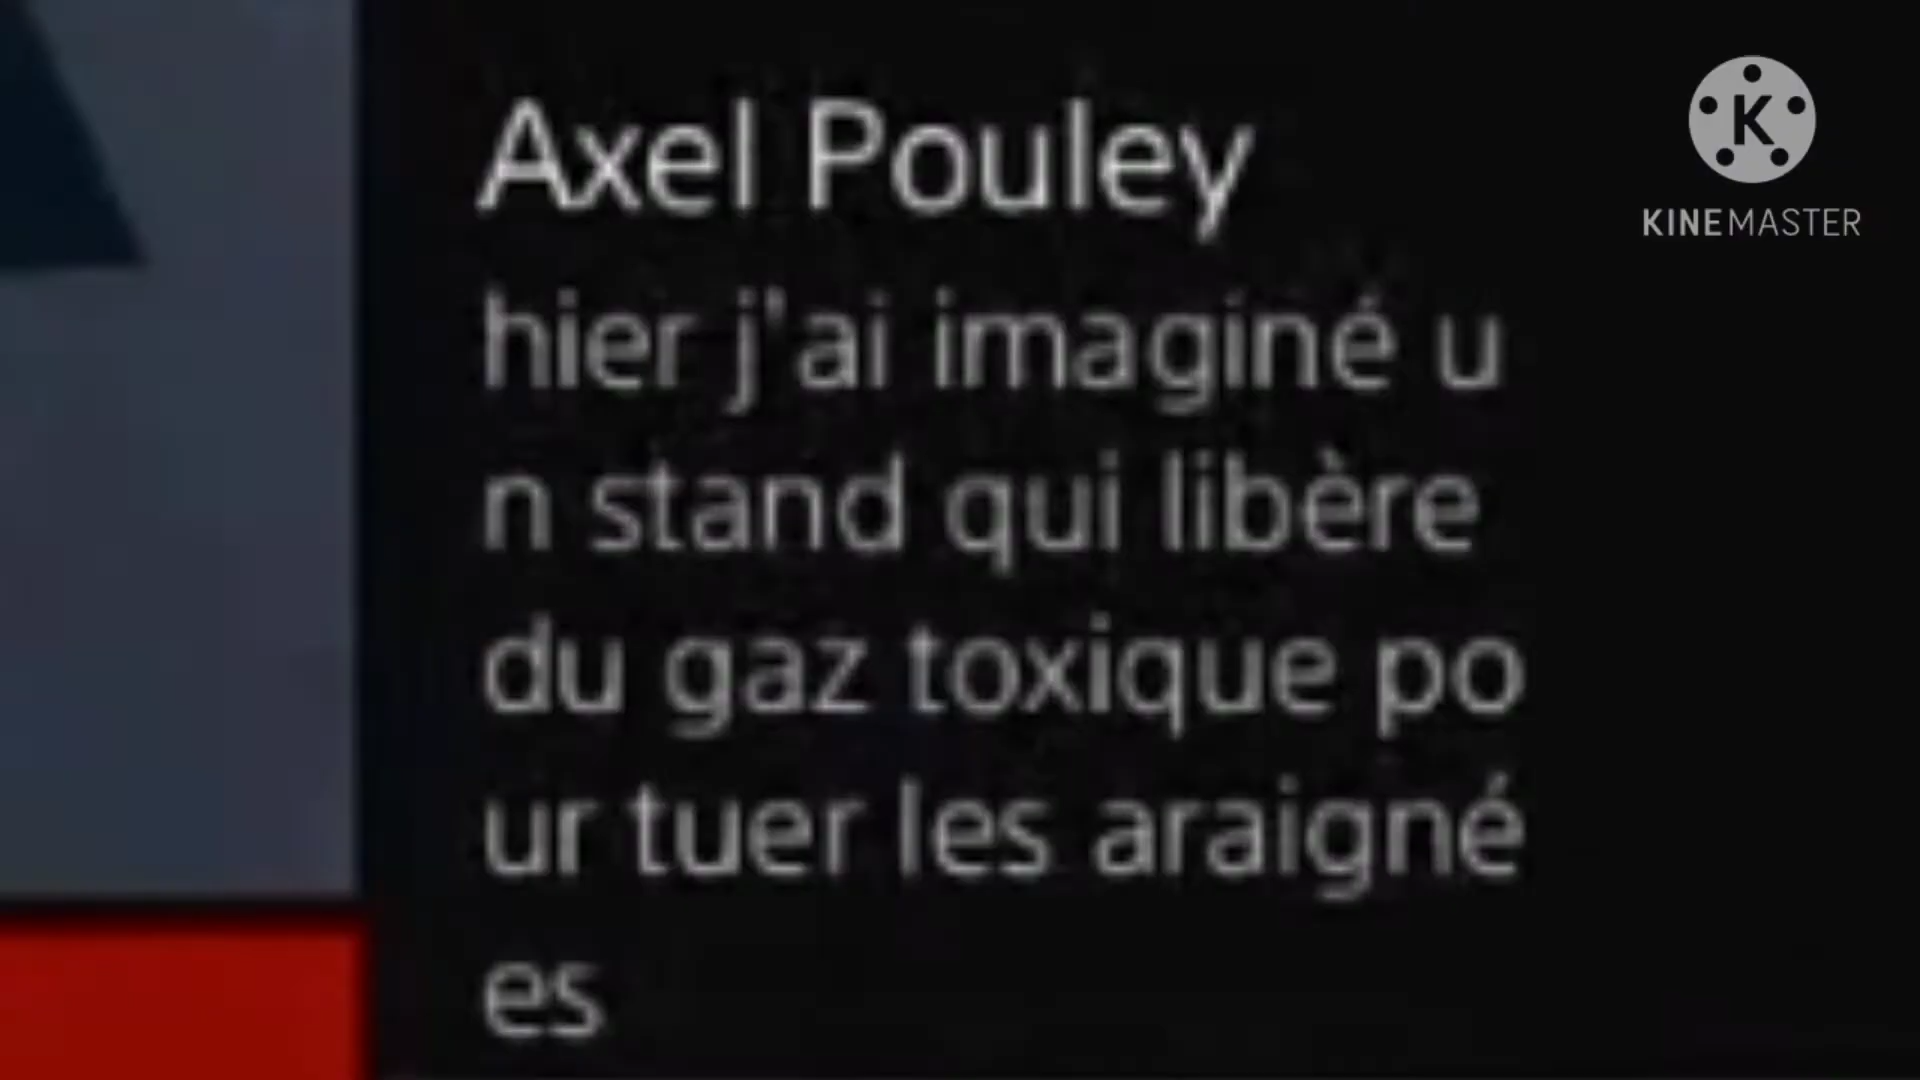 Axel Pouley
K
KINEMASTER
hier j'ai imaginé u
n stand qui libère
du gaz toxique po
ur tuer les araigné
es